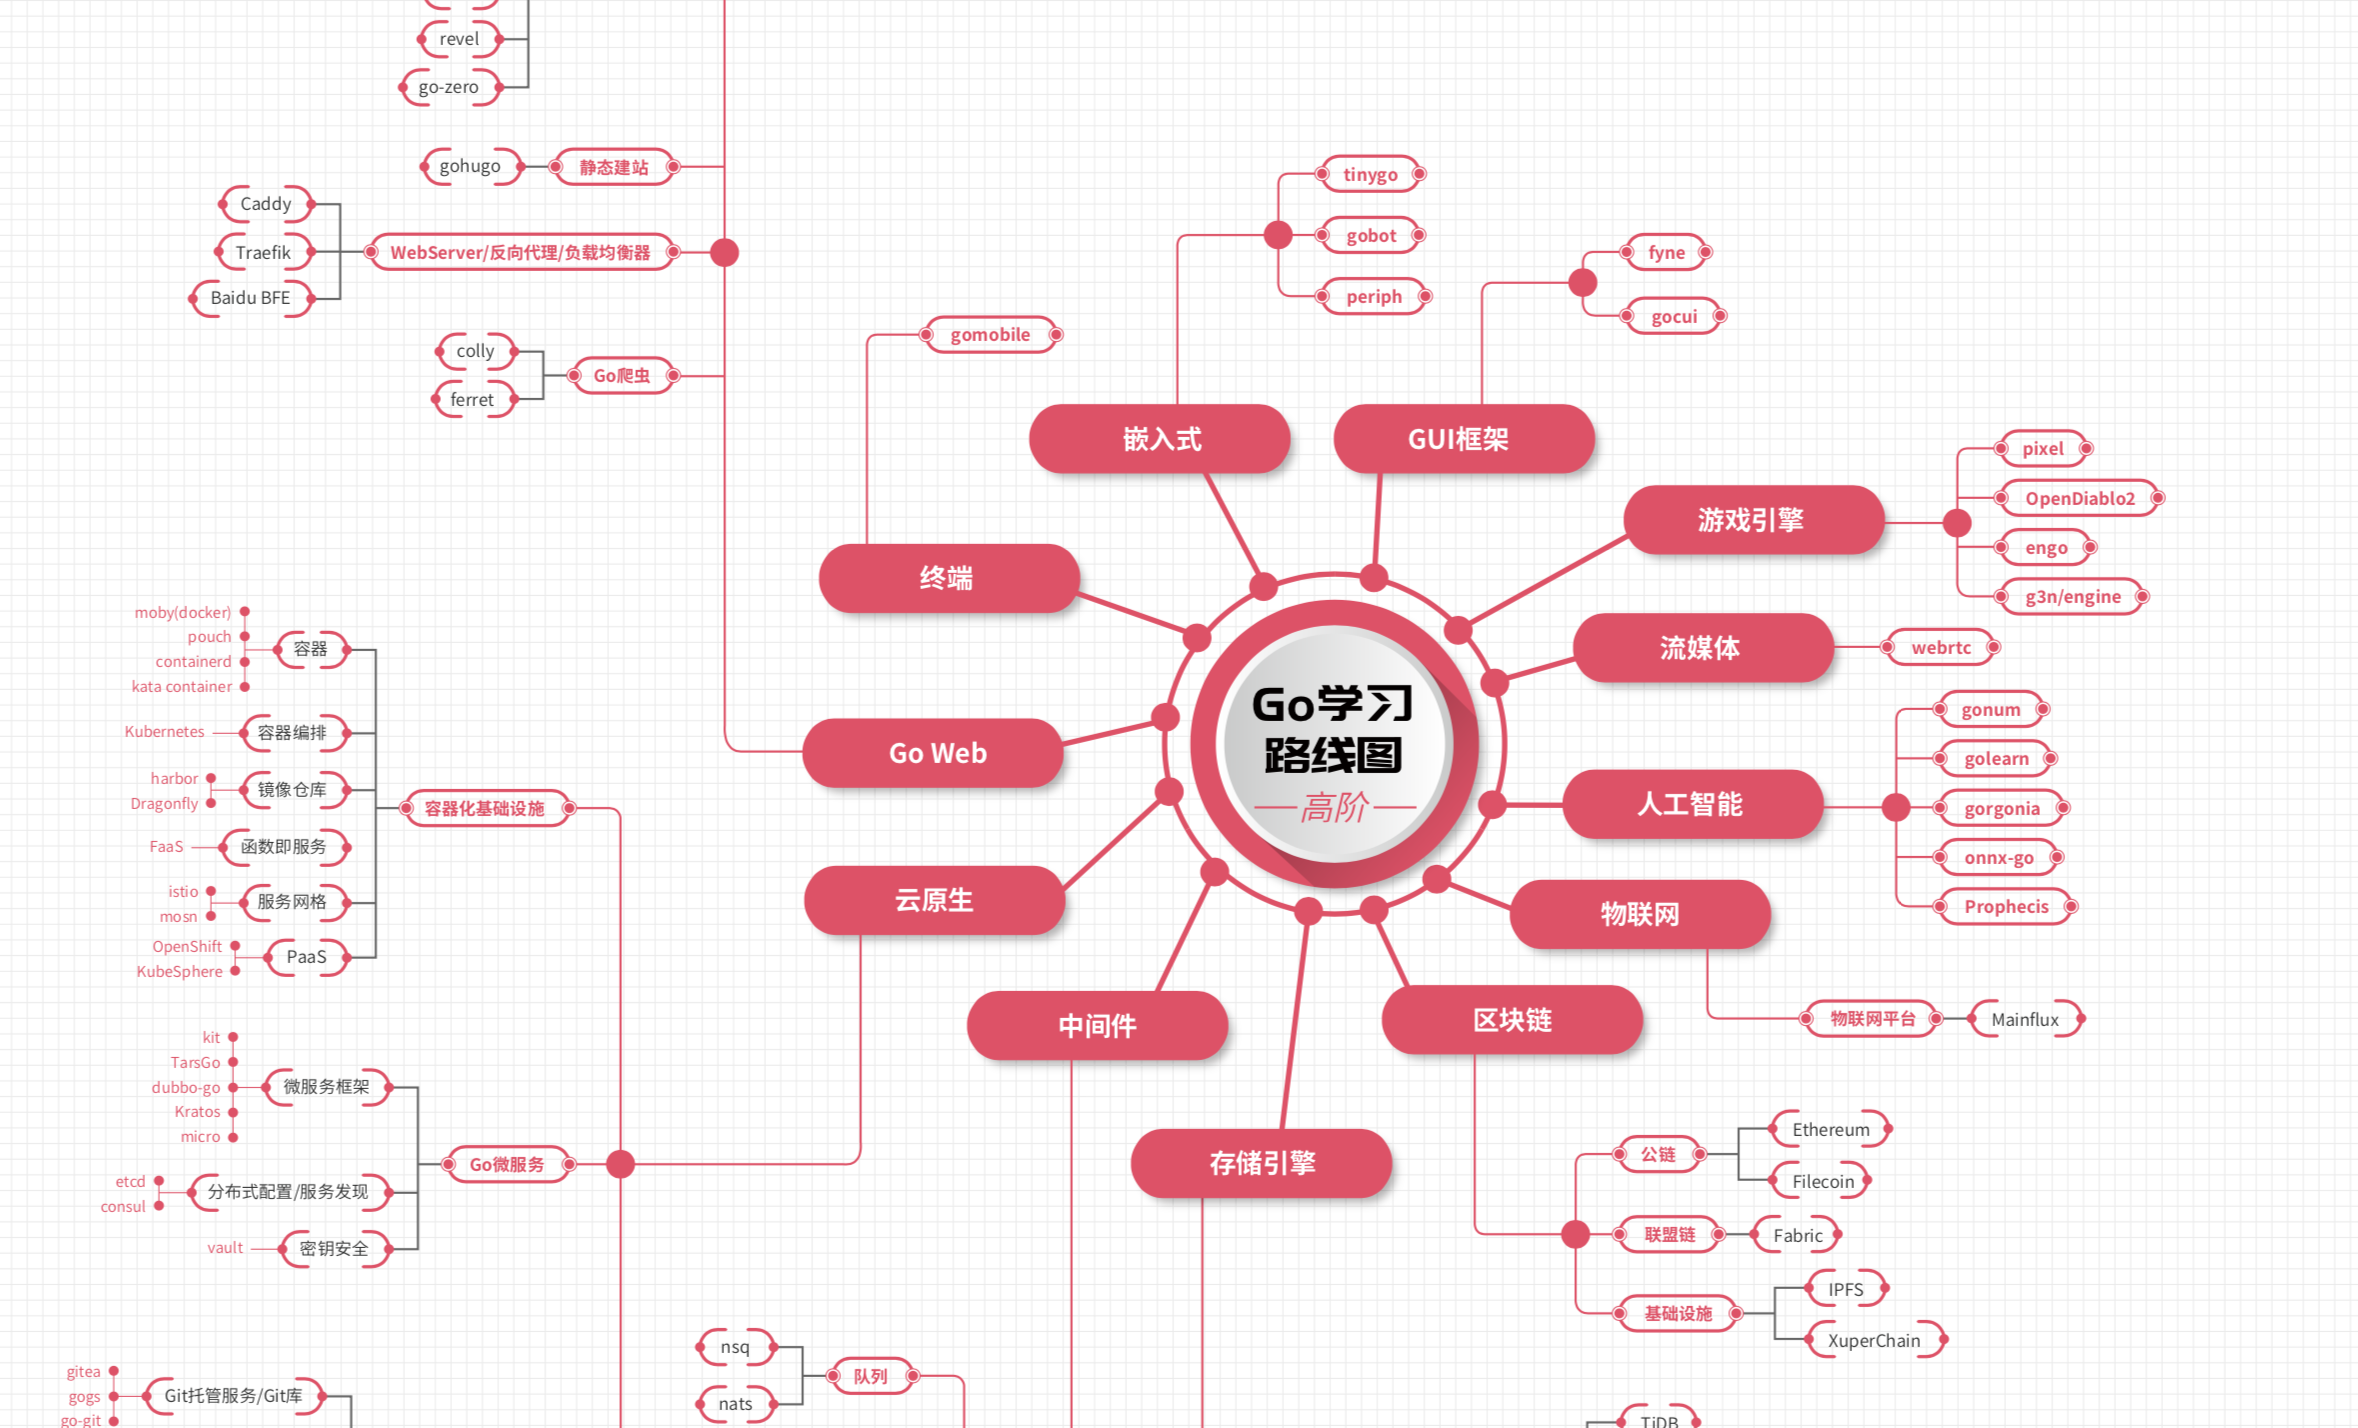 revel
go-zero
gohugo
静态建站
Caddy
Traefik
Baidu BFE
WebServer/反向代理/负载均衡器
colly
ferret
Go爬虫
gomobile
tinygo
gobot
periph
fyne
gocui
嵌入式
GUI框架
终端
游戏引擎
pixel
OpenDiablo2
engo
g3n/engine
流媒体
webrtc
Go学习
路线图
高阶
Go Web
人工智能
gonum
golearn
gorgonia
onnx-go
Prophecis
云原生
物联网
物联网平台
Mainflux
中间件
区块链
存储引擎
moby(docker)
pouch
containerd
kata container
容器
Kubernetes
容器编排
harbor
Dragonfly
镜像仓库
容器化基础设施
FaaS
函数即服务
istio
mosn
服务网格
OpenShift
KubeSphere
PaaS
kit
TarsGo
dubbo-go
Kratos
micro
微服务框架
Go微服务
etcd
consul
分布式配置/服务发现
vault
密钥安全
公链
Ethereum
Filecoin
联盟链
Fabric
基础设施
IPFS
XuperChain
nsq
nats
队列
gitea
gogs
go-git
Git托管服务/Git库
TiDB